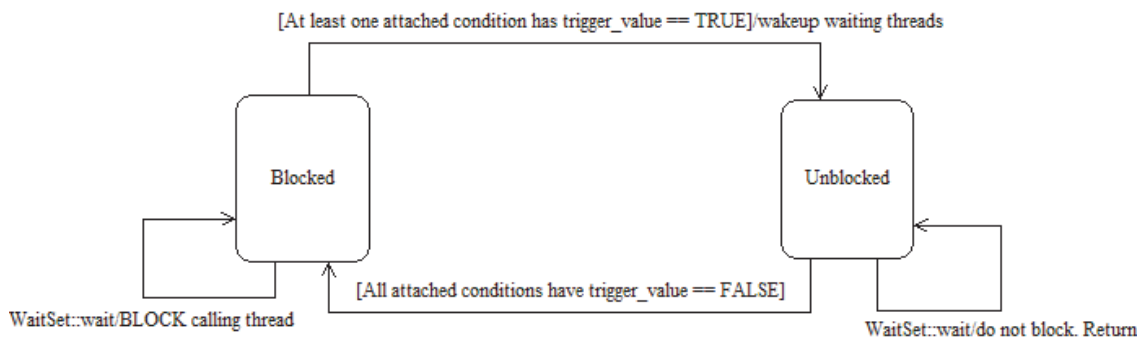 [At least one attached condition has trigger_value == TRUE]/wakeup waiting threads
Blocked
Unblocked
[All attached conditions have trigger_value == FALSE]
WaitSet::wait/BLOCK calling thread
WaitSet::wait/do not block. Return